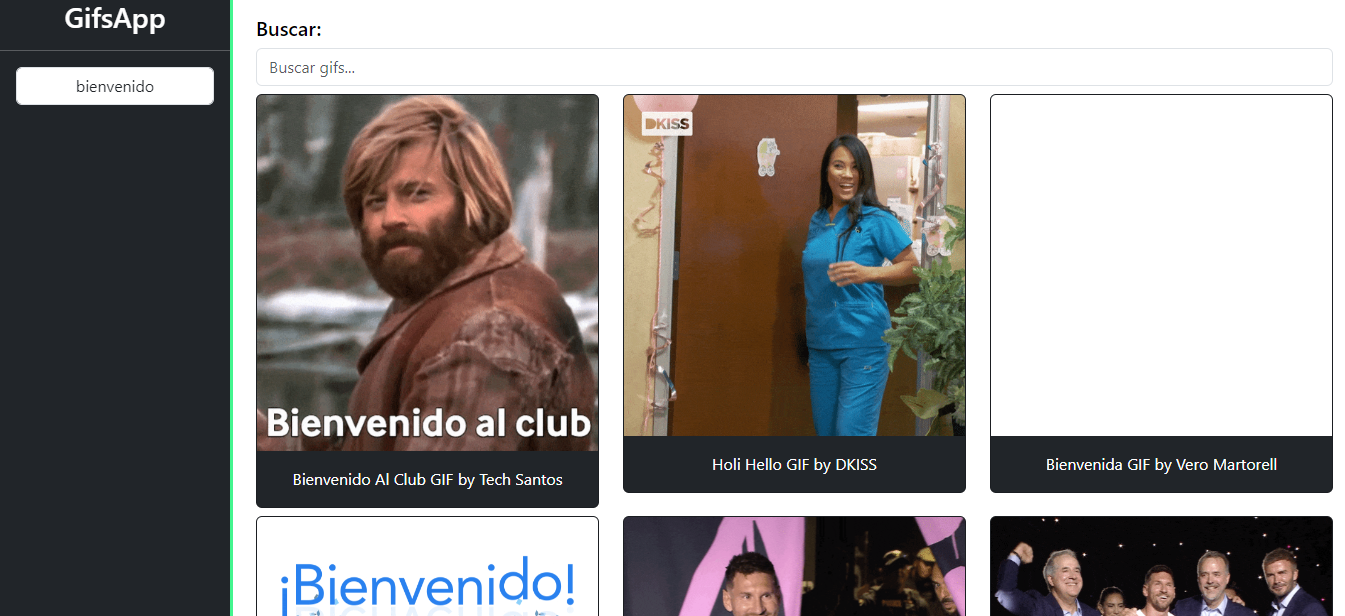 GifsApp
bienvenido
Buscar:
Buscar gifs...
DKISS
Bienvenido al club
Bienvenido Al Club GIF by Tech Santos
Holi Hello GIF by DKISS
Bienvenida GIF by Vero Martorell
¡Bienvenido!